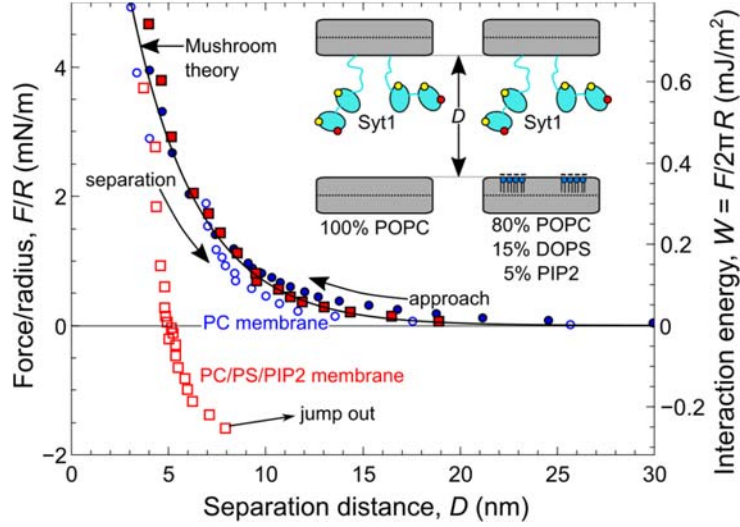 Force/radius, F/R (mN/m)
4
2
0
−2
Mushroom
theory
separation
approach
PC membrane
PC/PS/PIP2 membrane
jump out
Syt1
D
Syt1
100% POPC
80% POPC
15% DOPS
5% PIP2
0.6
0.4
0.2
0
−0.2
Interaction energy, W = F/2πR (mJ/m²)
0 5 10 15 20 25 30
Separation distance, D (nm)